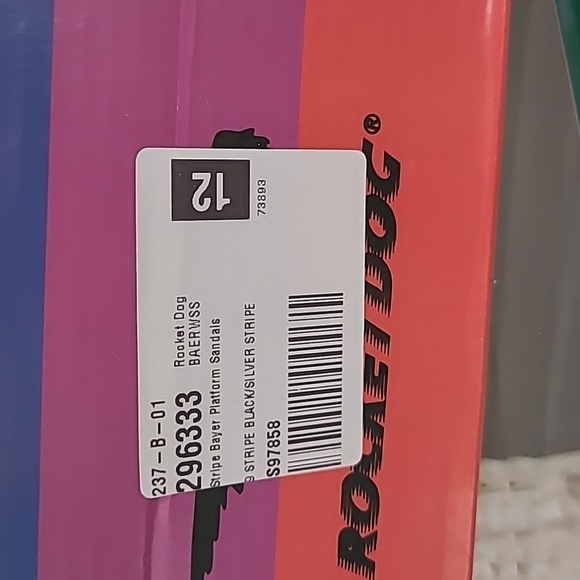 12
73893
237-B-01
296333
Rocket Dog
BAERWSS
Stripe Bayer Platform Sandals
9 STRIPE BLACK/SILVER STRIPE
S97858
ROCKET DOG®